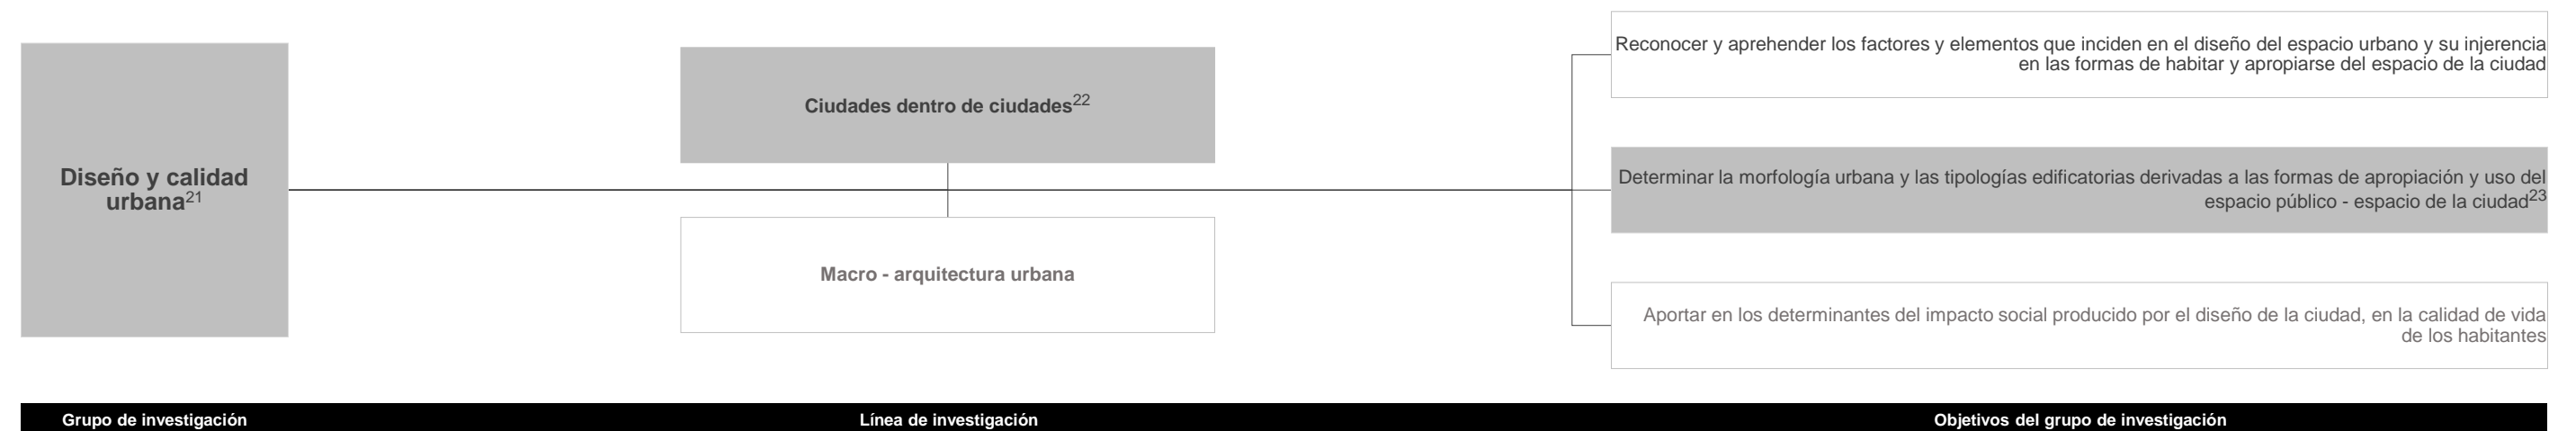 Diseño y calidad
urbana21
Ciudades dentro de ciudades22
Macro - arquitectura urbana
Reconocer y aprehender los factores y elementos que inciden en el diseño del espacio urbano y su injerencia
en las formas de habitar y apropiarse del espacio de la ciudad
Determinar la morfología urbana y las tipologías edificatorias derivadas a las formas de apropiación y uso del
espacio público - espacio de la ciudad23
Aportar en los determinantes del impacto social producido por el diseño de la ciudad, en la calidad de vida
de los habitantes
Grupo de investigación
Línea de investigación
Objetivos del grupo de investigación